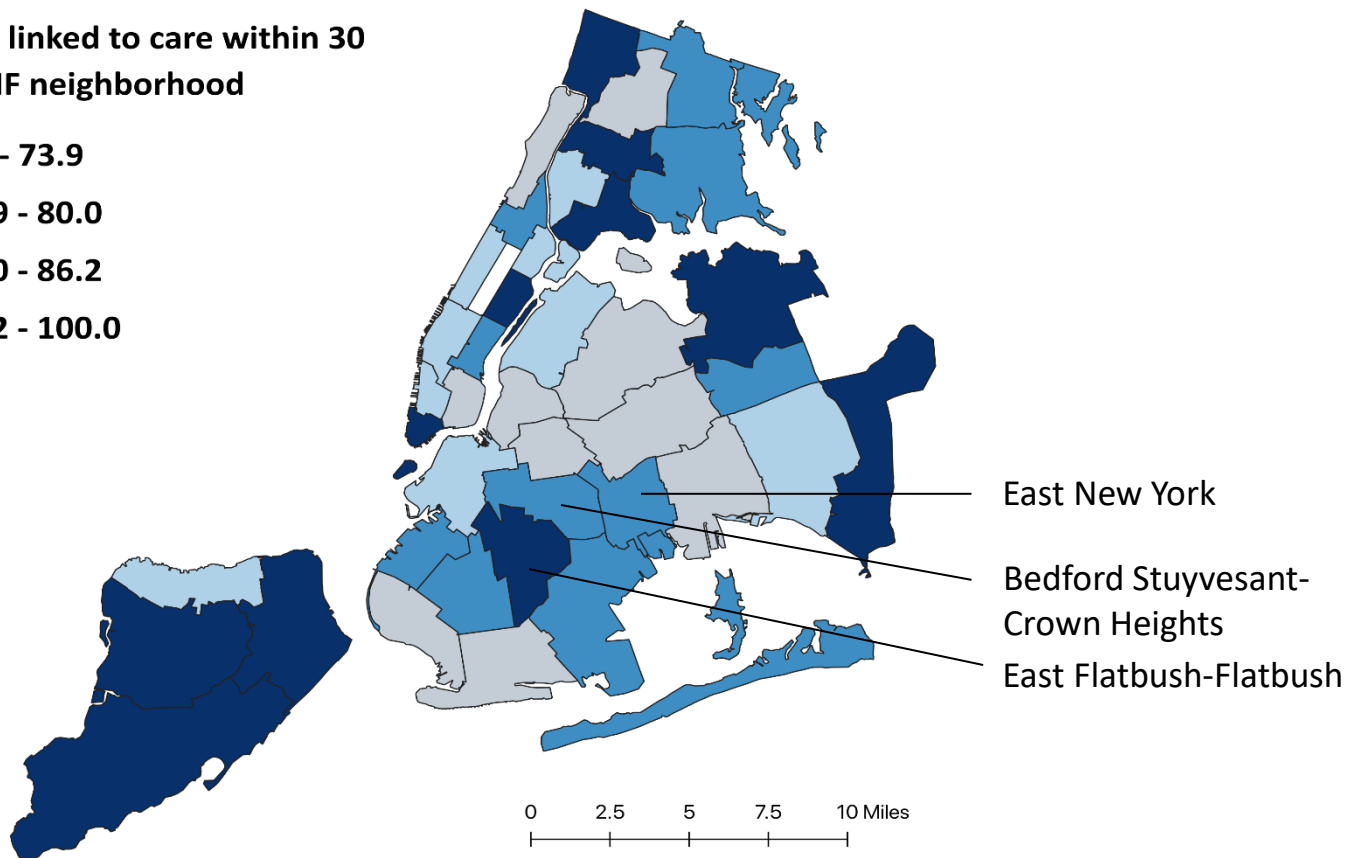 linked to care within 30
HF neighborhood
- 73.9
9 - 80.0
0 - 86.2
2 - 100.0
East New York
Bedford Stuyvesant-
Crown Heights
East Flatbush-Flatbush
0 2.5 5 7.5 10 Miles